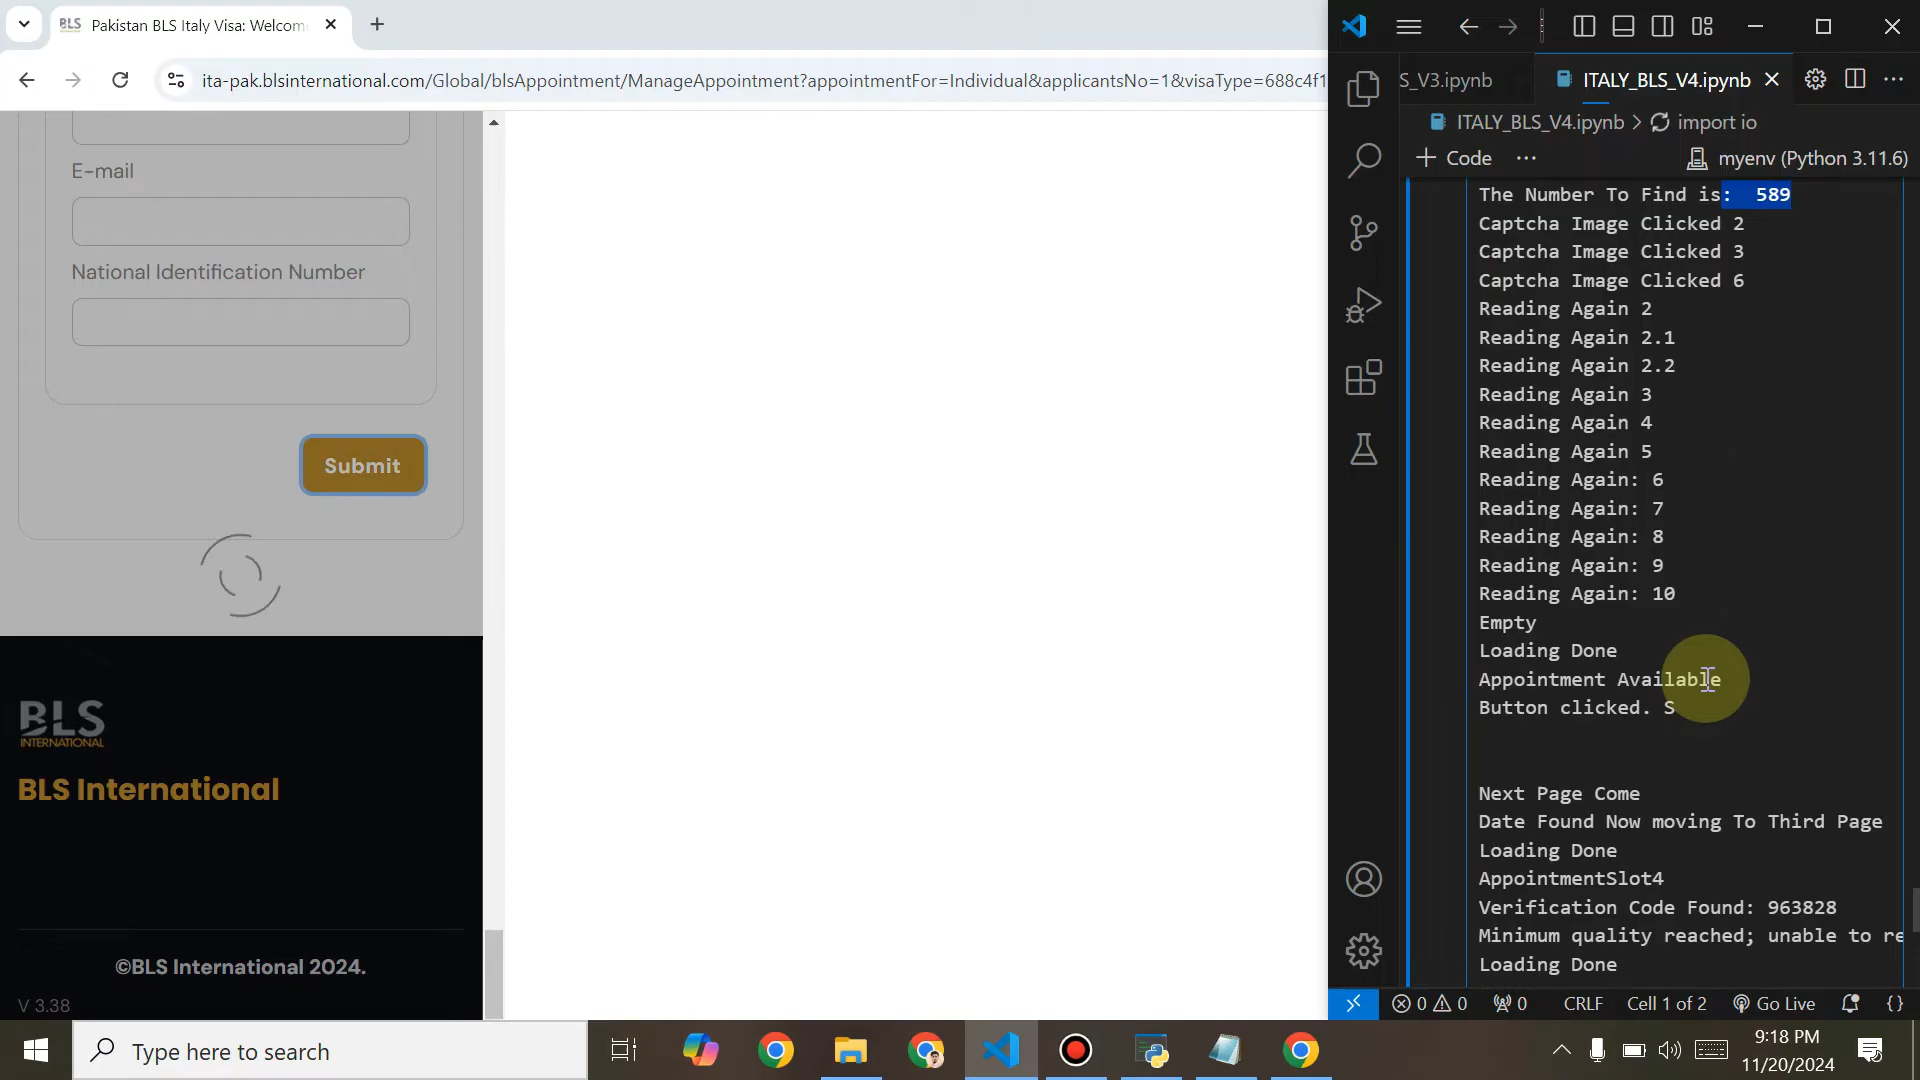 Pakistan BLS Italy Visa: Welcom
ita-pak.blsinternational.com/Global/blsAppointment/ManageAppointment?appointmentFor=Individual&applicantsNo=1&visaType=688c4f1
E-mail
National Identification Number
Submit
BLS
INTERNATIONAL
BLS International
©BLS International 2024.
V 3.38
S_V3.ipynb
ITALY_BLS_V4.ipynb
ITALY_BLS_V4.ipynb > import io
+ Code ...
myenv (Python 3.11.6)
The Number To Find is:  589
Captcha Image Clicked 2
Captcha Image Clicked 3
Captcha Image Clicked 6
Reading Again 2
Reading Again 2.1
Reading Again 2.2
Reading Again 3
Reading Again 4
Reading Again 5
Reading Again: 6
Reading Again: 7
Reading Again: 8
Reading Again: 9
Reading Again: 10
Empty
Loading Done
Appointment Available
Button clicked. S
Next Page Come
Date Found Now moving To Third Page
Loading Done
AppointmentSlot4
Verification Code Found: 963828
Minimum quality reached; unable to re
Loading Done
0 0 0 CRLF Cell 1 of 2 Go Live {}
Type here to search
9:18 PM
11/20/2024